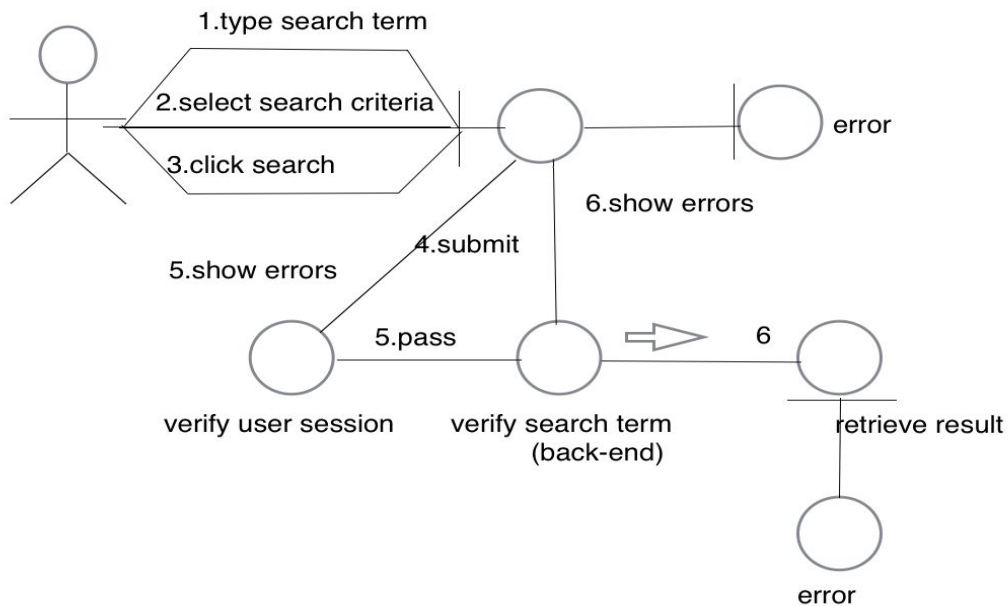 1.type search term
2.select search criteria
error
3.click search
6.show errors
4.submit
5.show errors
5.pass
6
verify user session
verify search term
(back-end)
retrieve result
error